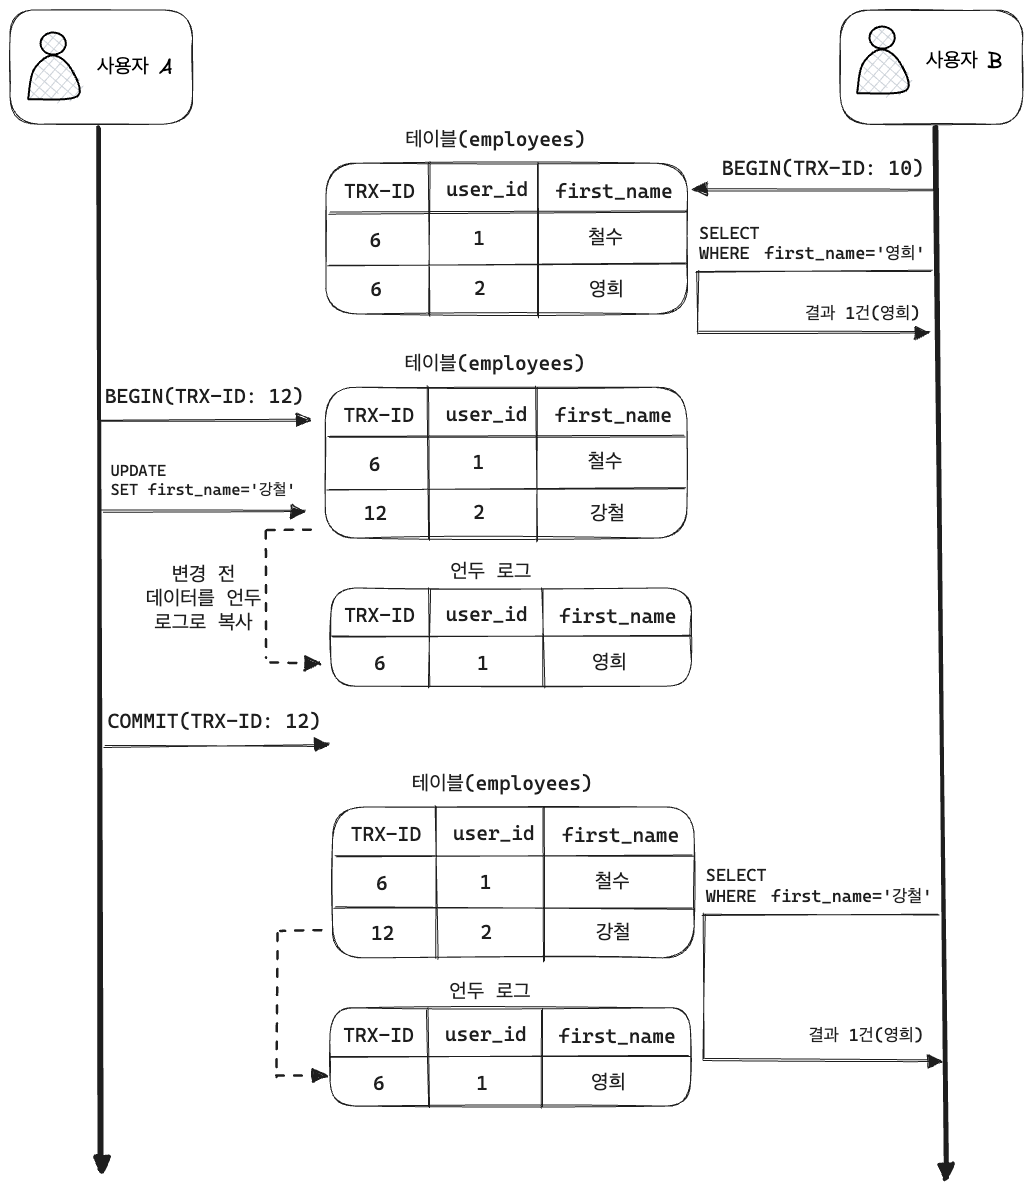 사용자 A
사용자 B
테이블(employees)
TRX-ID user_id first_name
6 1 철수
6 2 영희
BEGIN(TRX-ID: 10)
SELECT
WHERE first_name='영희'
결과 1건(영희)
테이블(employees)
BEGIN(TRX-ID: 12)
TRX-ID user_id first_name
6 1 철수
12 2 강철
UPDATE
SET first_name='강철'
변경 전
데이터를 언두
로그로 복사
언두 로그
TRX-ID user_id first_name
6 1 영희
COMMIT(TRX-ID: 12)
테이블(employees)
TRX-ID user_id first_name
6 1 철수
12 2 강철
SELECT
WHERE first_name='강철'
언두 로그
TRX-ID user_id first_name
6 1 영희
결과 1건(영희)